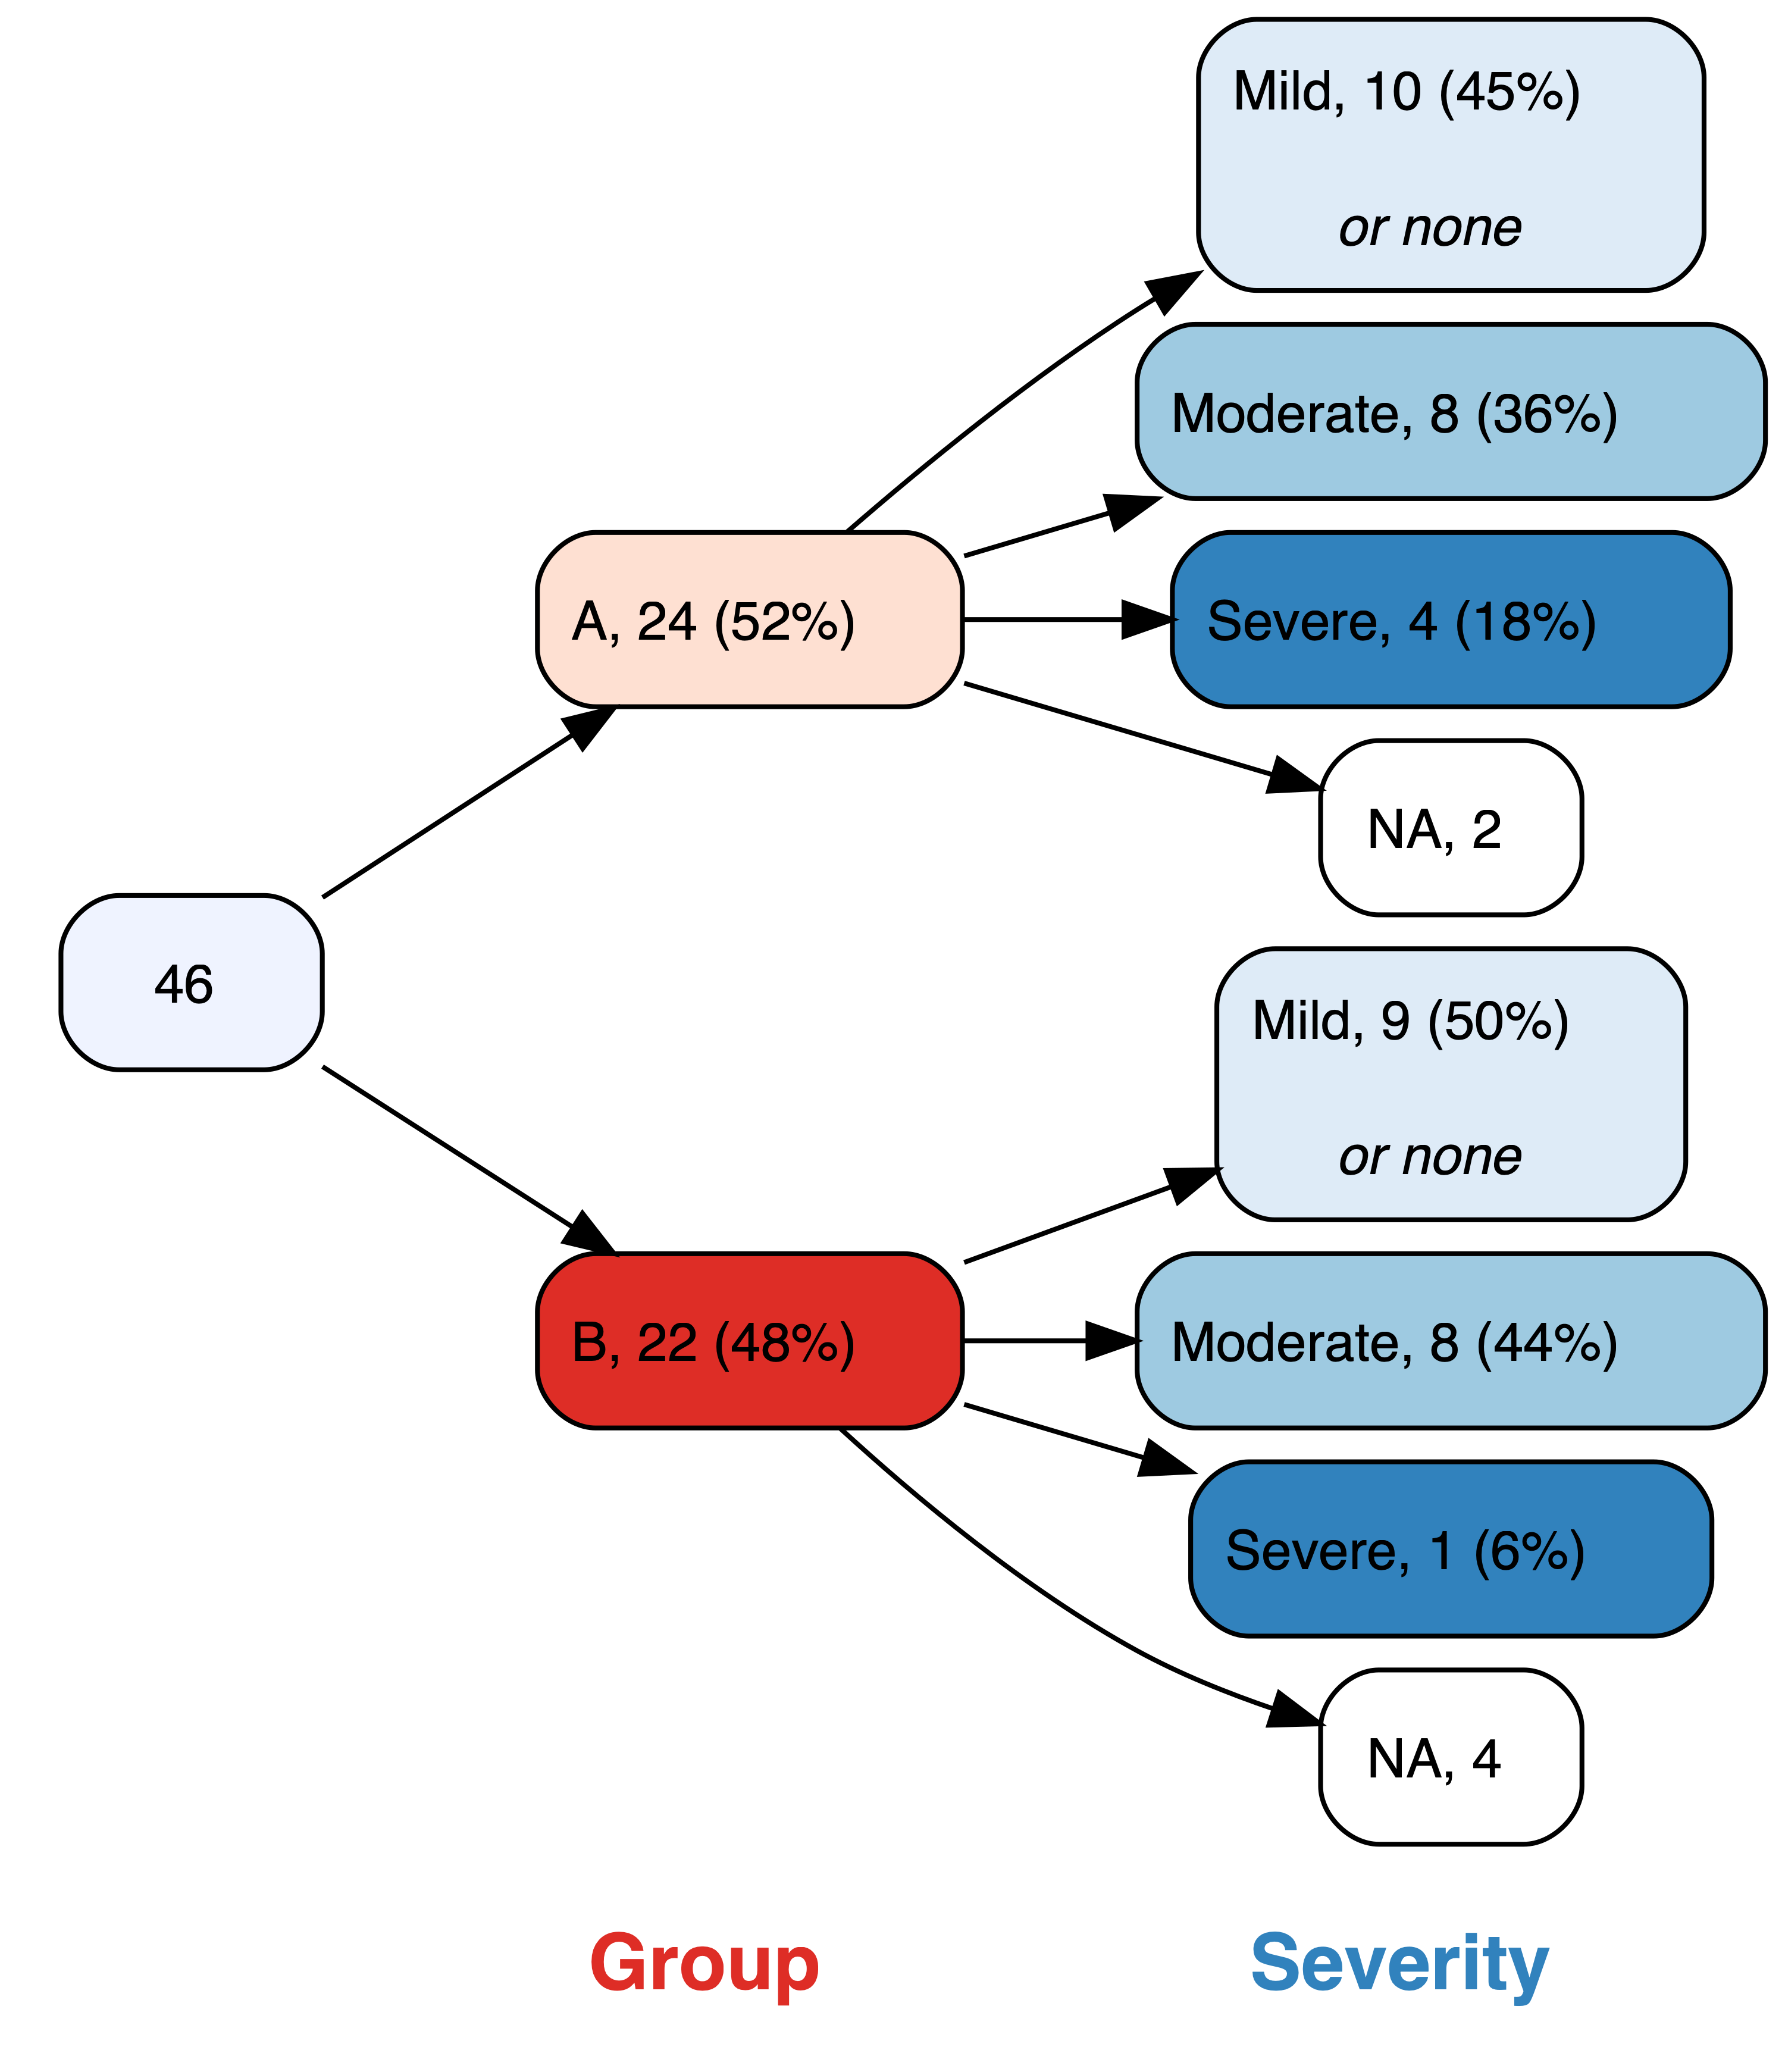 Mild, 10 (45%)
or none
Moderate, 8 (36%)
A, 24 (52%)
Severe, 4 (18%)
NA, 2
46
Mild, 9 (50%)
or none
B, 22 (48%)
Moderate, 8 (44%)
Severe, 1 (6%)
NA, 4
Group
Severity